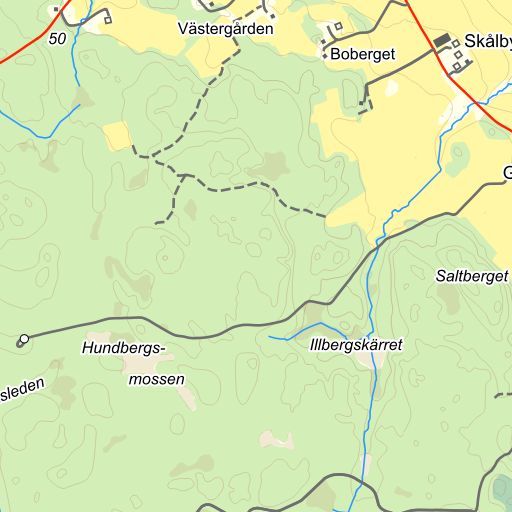 Västergården
50
Boberget
Skålby
G
Saltberget
Hundbergs-
mossen
Illbergskärret
sleden